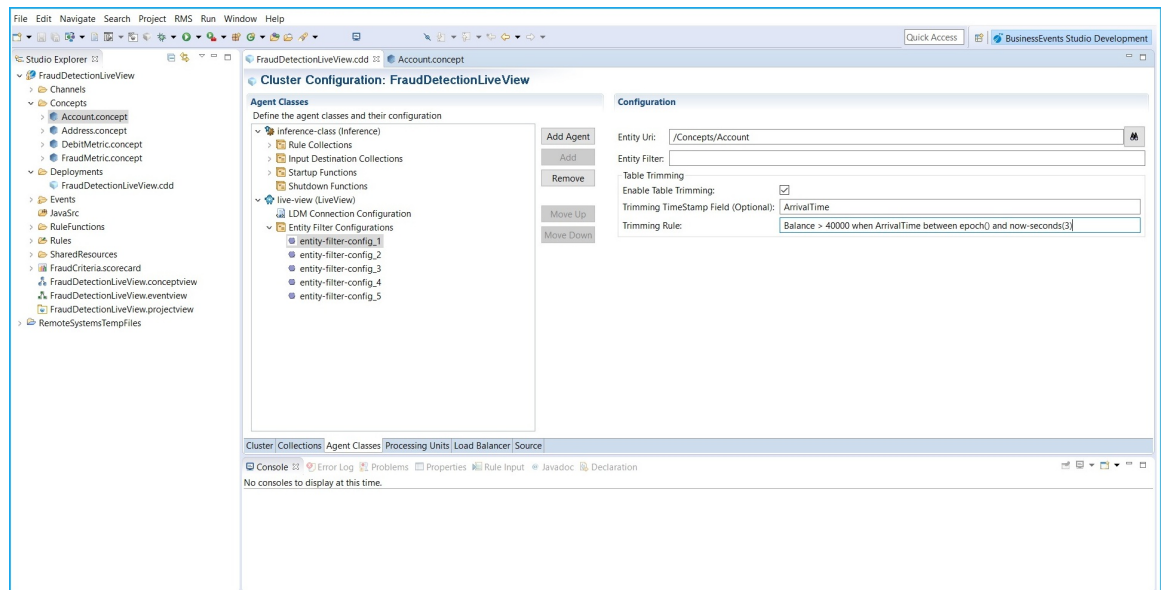 File Edit Navigate Search Project RMS Run Window Help
Quick Access
BusinessEvents Studio Development
Studio Explorer
FraudDetectionLiveView
Channels
Concepts
Account.concept
Address.concept
DebitMetric.concept
FraudMetric.concept
Deployments
FraudDetectionLiveView.cdd
Events
JavaSrc
RuleFunctions
Rules
SharedResources
FraudCriteria.scorecard
FraudDetectionLiveView.conceptview
FraudDetectionLiveView.eventview
FraudDetectionLiveView.projectview
RemoteSystemsTempFiles
FraudDetectionLiveView.cdd Account.concept
Cluster Configuration: FraudDetectionLiveView
Agent Classes
Define the agent classes and their configuration
inference-class (Inference)
Rule Collections
Input Destination Collections
Startup Functions
Shutdown Functions
live-view (LiveView)
LDM Connection Configuration
Entity Filter Configurations
entity-filter-config_1
entity-filter-config_2
entity-filter-config_3
entity-filter-config_4
entity-filter-config_5
Add Agent
Add
Remove
Move Up
Move Down
Configuration
Entity Uri: /Concepts/Account
Entity Filter:
Table Trimming
Enable Table Trimming:
Trimming TimeStamp Field (Optional): ArrivalTime
Trimming Rule: Balance > 40000 when ArrivalTime between epoch() and now-seconds(3)
Cluster Collections Agent Classes Processing Units Load Balancer Source
Console Error Log Problems Properties Rule Input Javadoc Declaration
No consoles to display at this time.